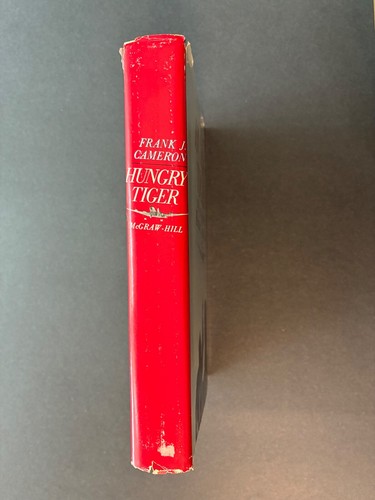 FRANK J.
CAMERON
HUNGRY
TIGER
McGRAW-HILL